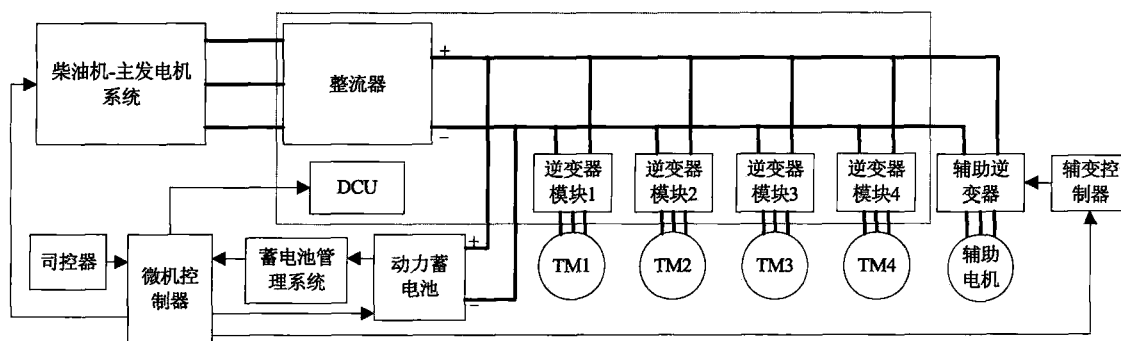 柴油机-主发电机
系统
整流器
+
−
DCU
逆变器
模块1
逆变器
模块2
逆变器
模块3
逆变器
模块4
辅助逆
变器
辅变控
制器
TM1
TM2
TM3
TM4
辅助
电机
司控器
微机控
制器
蓄电池管
理系统
动力蓄
电池
+
−